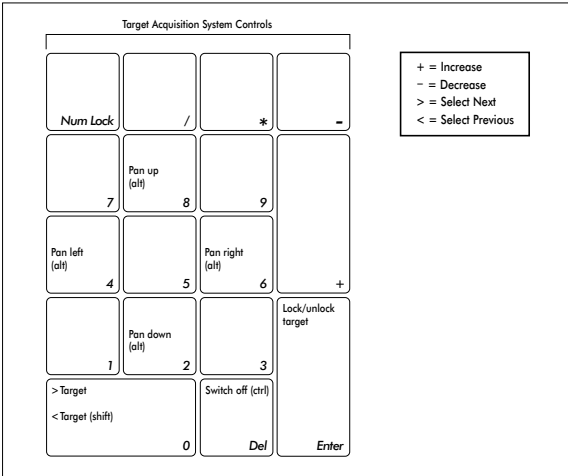 Target Acquisition System Controls
+ = Increase
– = Decrease
> = Select Next
< = Select Previous
Num Lock
/
*
-
7
Pan up
(alt)
8
9
+
Pan left
(alt)
4
5
Pan right
(alt)
6
1
Pan down
(alt)
2
3
Lock/unlock
target
Enter
> Target
< Target (shift)
0
Switch off (ctrl)
Del